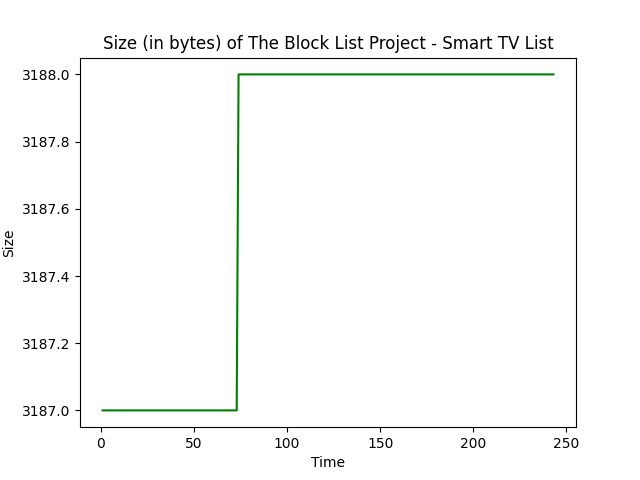 Size (in bytes) of The Block List Project - Smart TV List
3188.0
3187.8
3187.6
3187.4
3187.2
3187.0
Size
0 50 100 150 200 250
Time